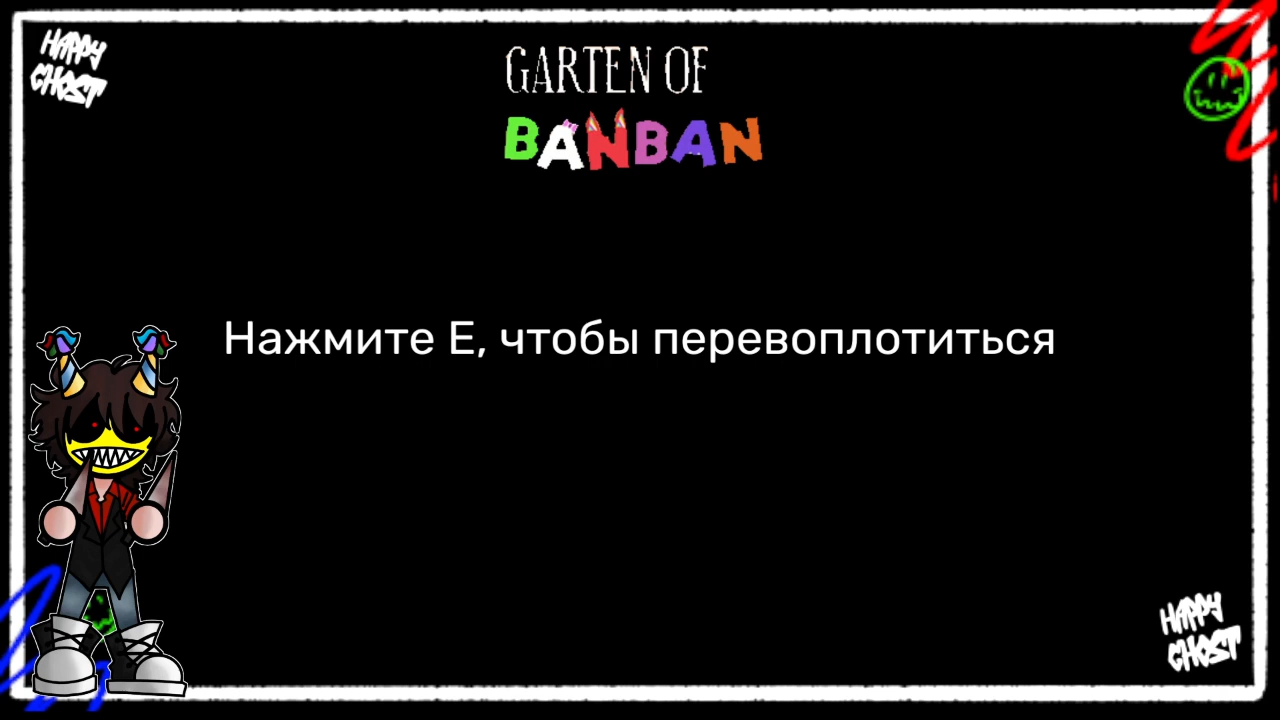 HAPPY
GHOST
GARTEN OF
BANBAN
Нажмите E, чтобы перевоплотиться
HAPPY
GHOST